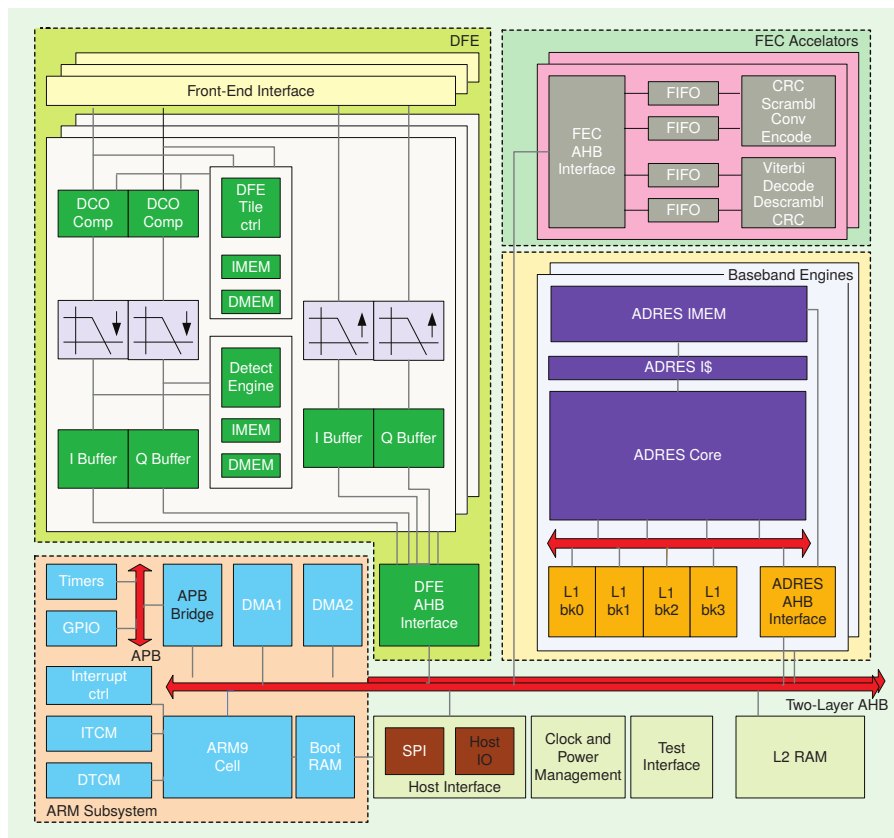 DFE
Front-End Interface
DCO
Comp
DCO
Comp
DFE
Tile
ctrl
IMEM
DMEM
Detect
Engine
IMEM
DMEM
I Buffer
Q Buffer
I Buffer
Q Buffer
DFE
AHB
Interface
FEC Accelators
FEC
AHB
Interface
FIFO
FIFO
FIFO
FIFO
CRC
Scrambl
Conv
Encode
Viterbi
Decode
Descrambl
CRC
Baseband Engines
ADRES IMEM
ADRES I$
ADRES Core
L1
bk0
L1
bk1
L1
bk2
L1
bk3
ADRES
AHB
Interface
Timers
GPIO
APB
APB
Bridge
DMA1
DMA2
Interrupt
ctrl
ITCM
DTCM
ARM9
Cell
Boot
RAM
ARM Subsystem
Two-Layer AHB
SPI
Host
IO
Host Interface
Clock and
Power
Management
Test
Interface
L2 RAM